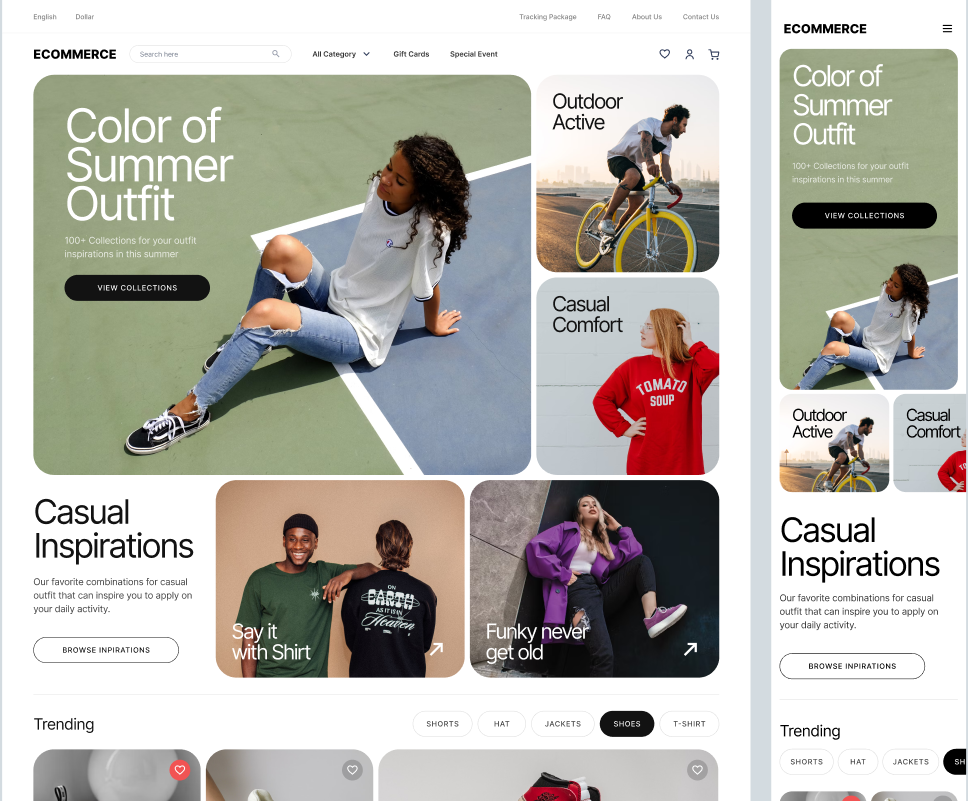 English
Dollar
Tracking Package
FAQ
About Us
Contact Us
ECOMMERCE
Search here
All Category
Gift Cards
Special Event
Color of
Summer
Outfit
100+ Collections for your outfit
inspirations in this summer
VIEW COLLECTIONS
Outdoor
Active
Casual
Comfort
TOMATO
SOUP
Casual
Inspirations
Our favorite combinations for casual
outfit that can inspire you to apply on
your daily activity.
BROWSE INPIRATIONS
ON
EARTH
AS IT IS IN
Heaven
Say it
with Shirt
Funky never
get old
Trending
SHORTS
HAT
JACKETS
SHOES
T-SHIRT
ECOMMERCE
Color of
Summer
Outfit
100+ Collections for your outfit
inspirations in this summer
VIEW COLLECTIONS
Outdoor
Active
Casual
Comfort
Casual
Inspirations
Our favorite combinations for casual
outfit that can inspire you to apply on
your daily activity.
BROWSE INPIRATIONS
Trending
SHORTS
HAT
JACKETS
SH